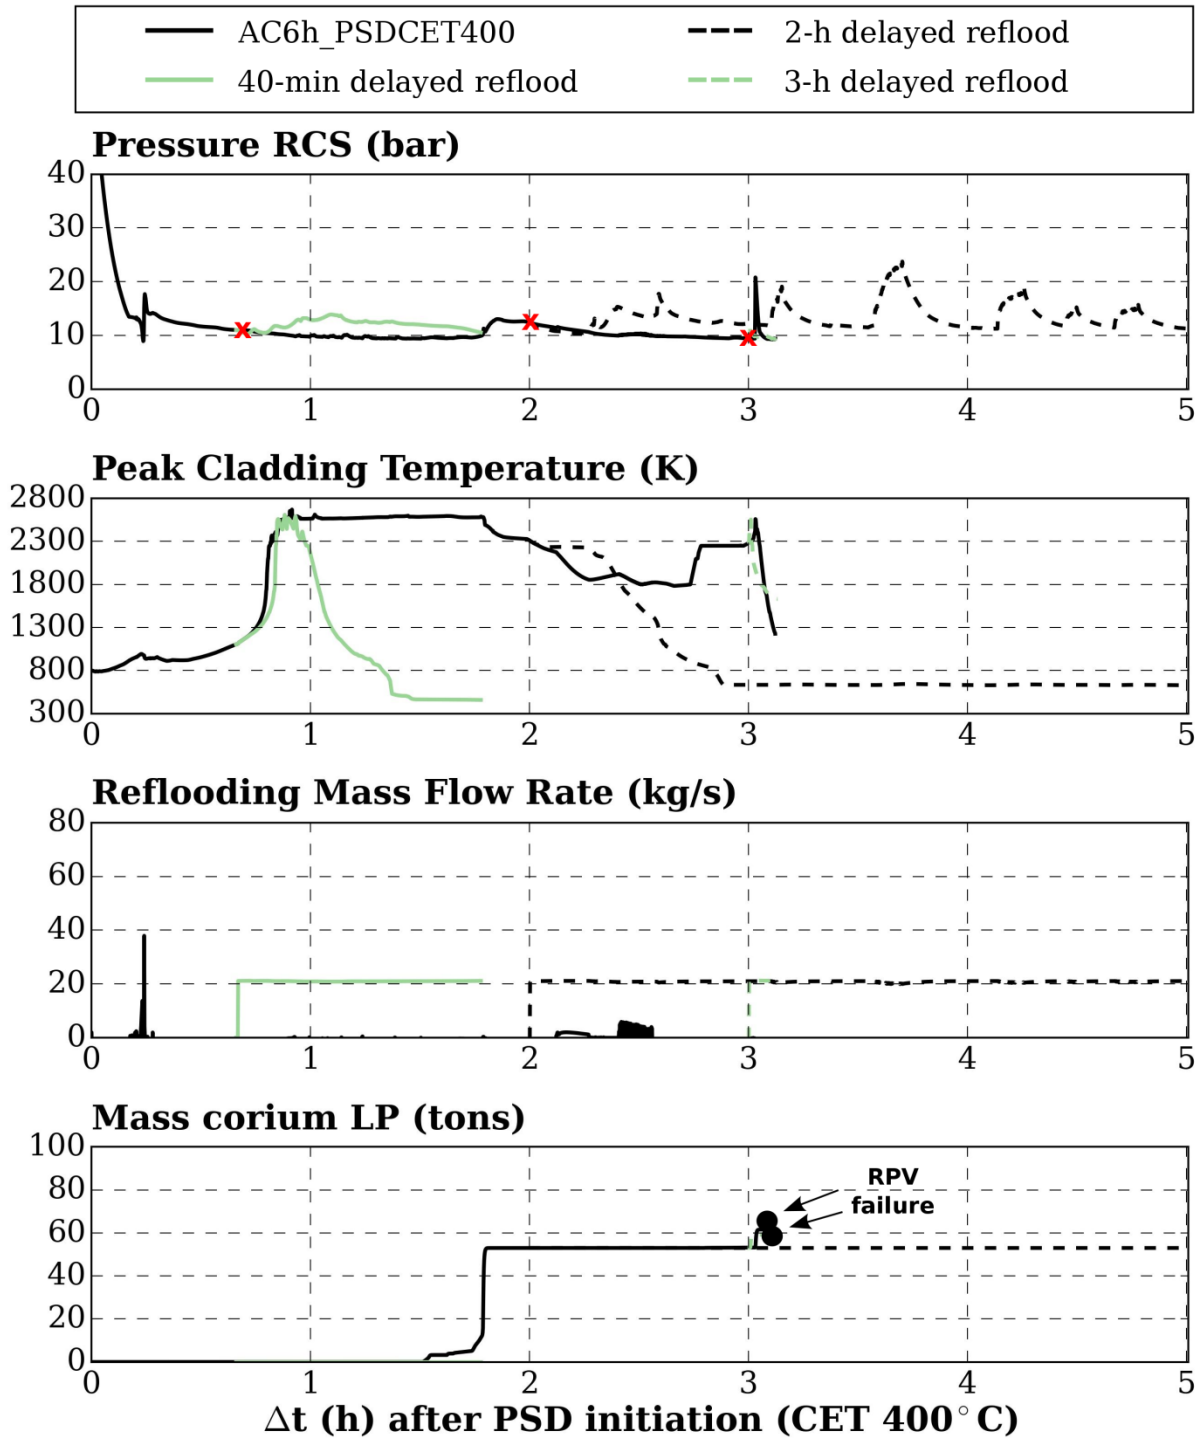 AC6h_PSDCET400
2-h delayed reflood
40-min delayed reflood
3-h delayed reflood
Pressure RCS (bar)
40
30
20
10
0
0 1 2 3 4 5
Peak Cladding Temperature (K)
2800
2300
1800
1300
800
300
0 1 2 3 4 5
Reflooding Mass Flow Rate (kg/s)
80
60
40
20
0
0 1 2 3 4 5
Mass corium LP (tons)
100
80
60
40
20
0
RPV
failure
0 1 2 3 4 5
Δt (h) after PSD initiation (CET 400°C)